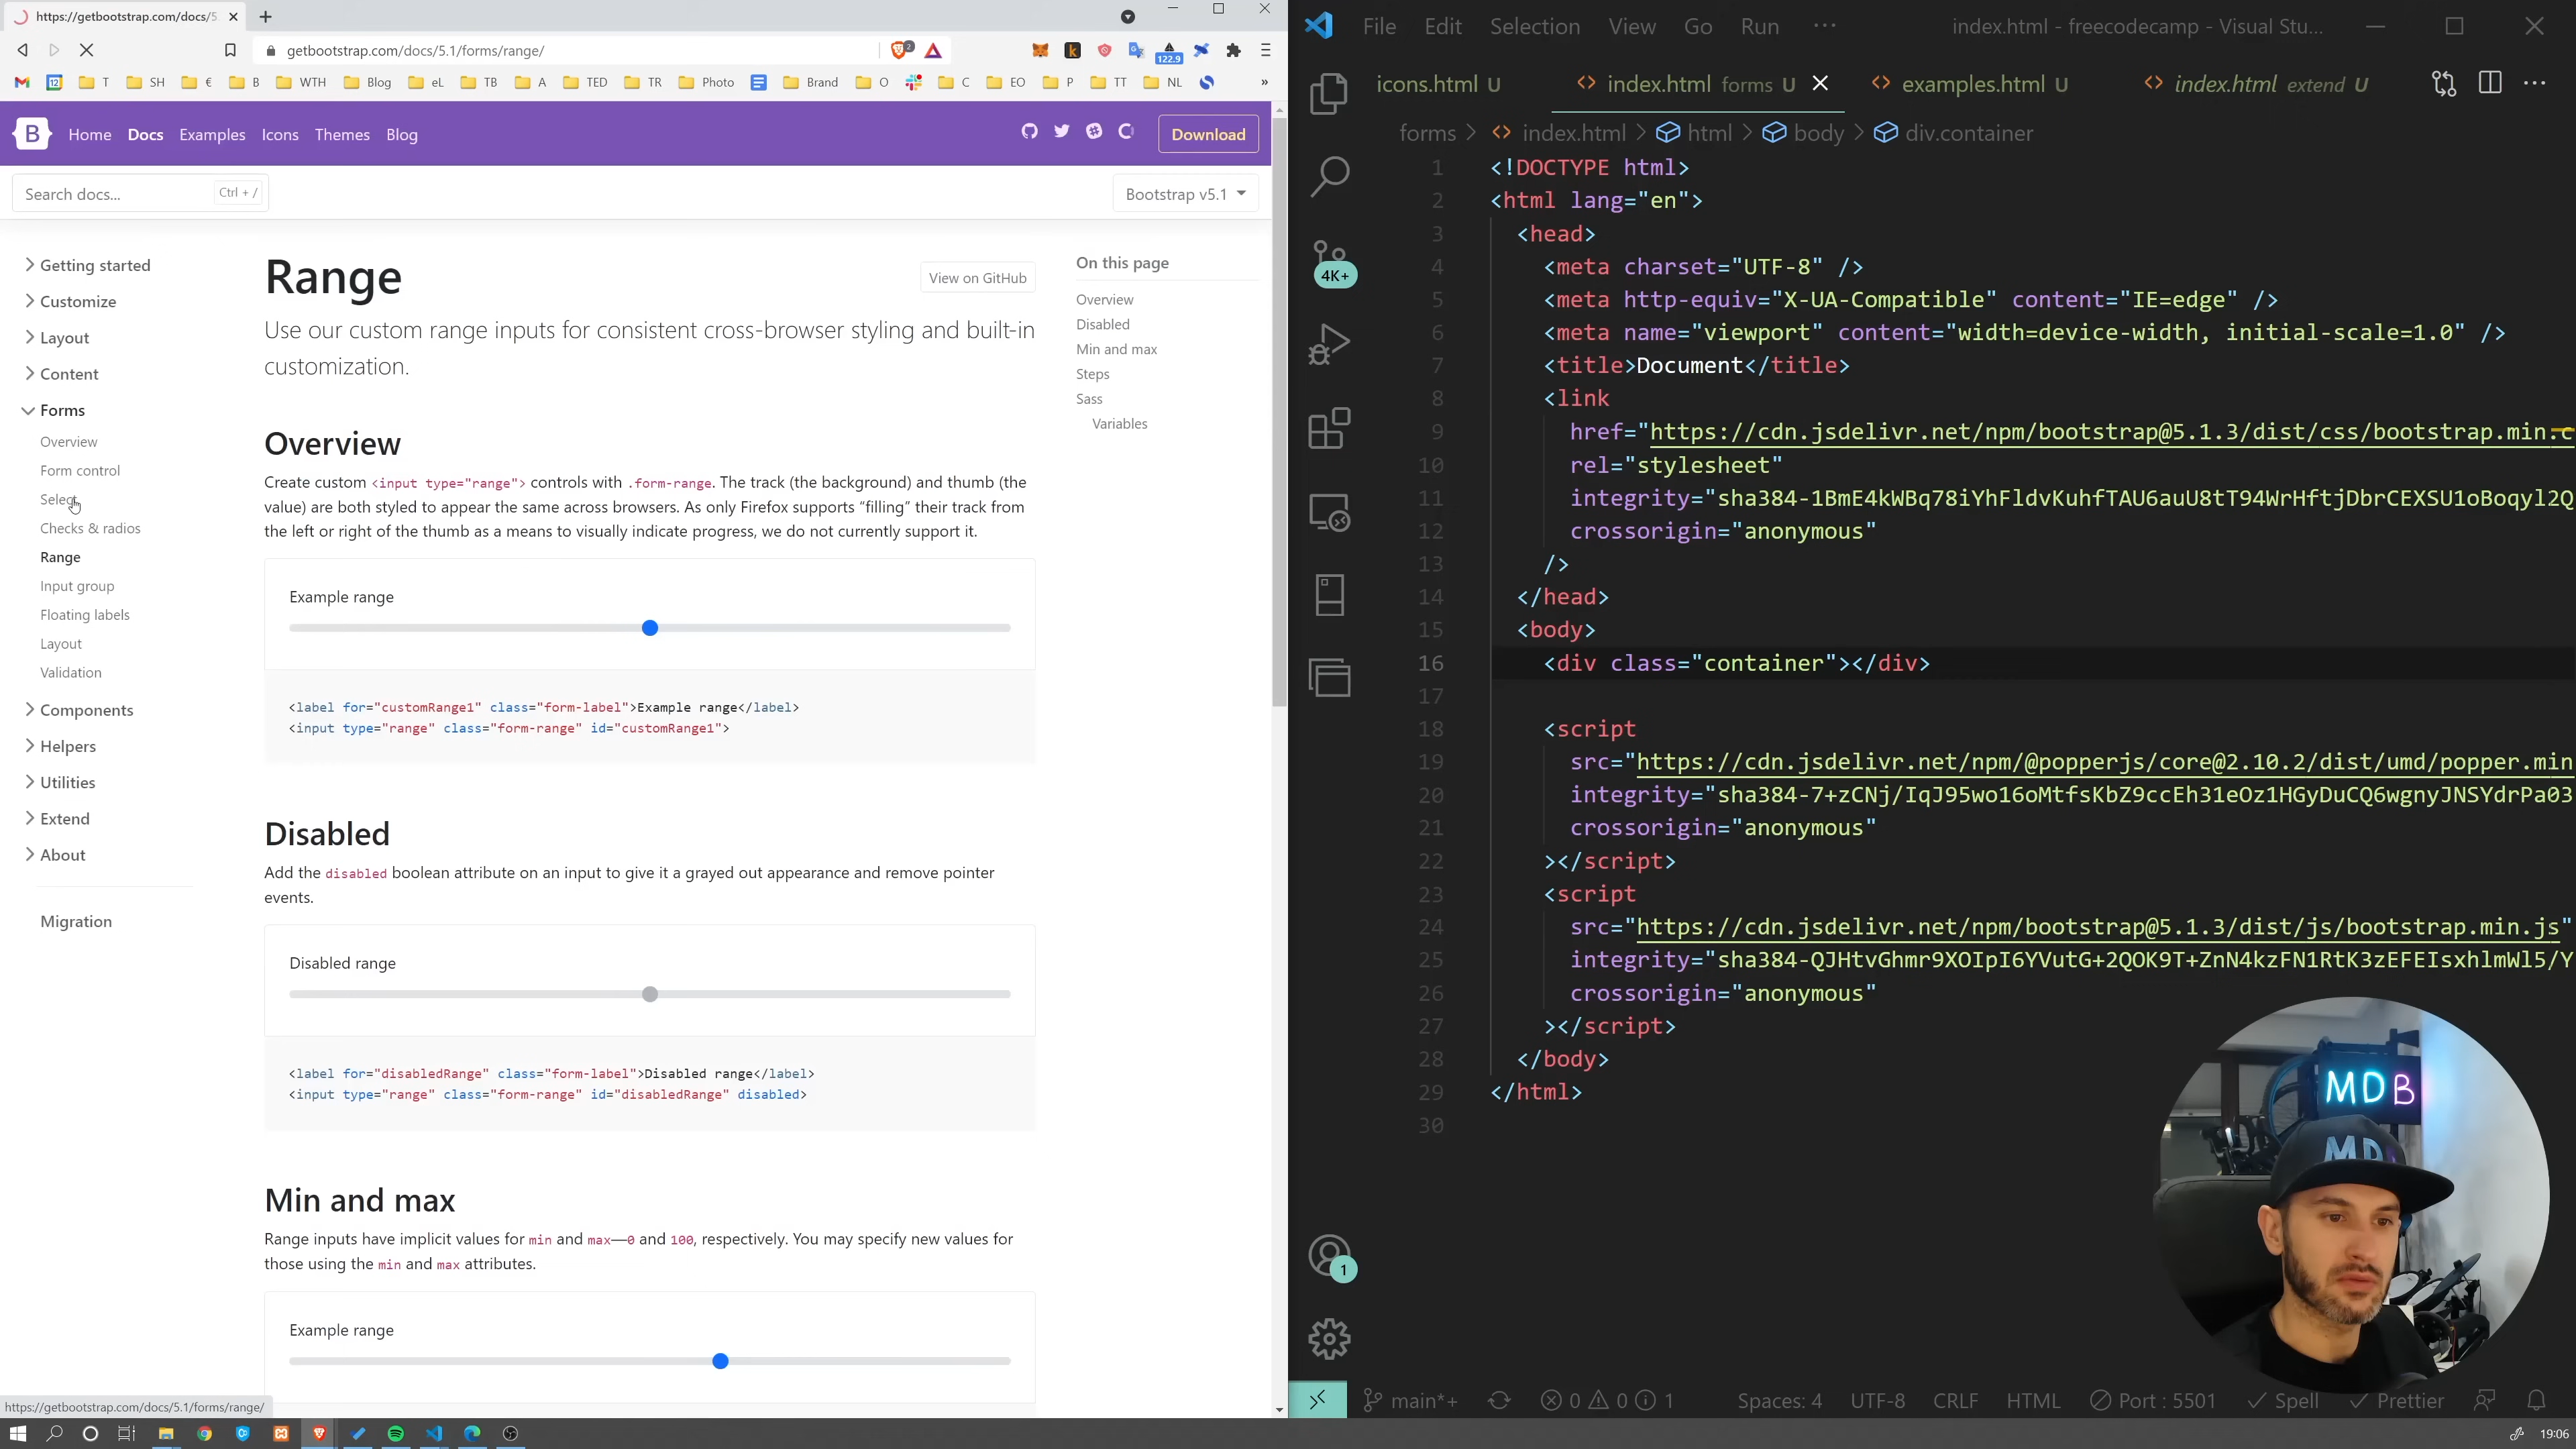 https://getbootstrap.com/docs/5.
getbootstrap.com/docs/5.1/forms/range/
2
122.9
12 T SH € B WTH Blog eL TB A TED TR Photo Brand O C EO P TT NL »
B Home Docs Examples Icons Themes Blog Download
Search docs... Ctrl + / Bootstrap v5.1
Getting started
Customize
Layout
Content
Forms
Overview
Form control
Select
Checks & radios
Range
Input group
Floating labels
Layout
Validation
Components
Helpers
Utilities
Extend
About
Migration
Range
View on GitHub
Use our custom range inputs for consistent cross-browser styling and built-in
customization.
Overview
Create custom <input type="range"> controls with .form-range. The track (the background) and thumb (the
value) are both styled to appear the same across browsers. As only Firefox supports “filling” their track from
the left or right of the thumb as a means to visually indicate progress, we do not currently support it.
Example range
<label for="customRange1" class="form-label">Example range</label>
<input type="range" class="form-range" id="customRange1">
Disabled
Add the disabled boolean attribute on an input to give it a grayed out appearance and remove pointer
events.
Disabled range
<label for="disabledRange" class="form-label">Disabled range</label>
<input type="range" class="form-range" id="disabledRange" disabled>
Min and max
Range inputs have implicit values for min and max—0 and 100, respectively. You may specify new values for
those using the min and max attributes.
Example range
On this page
Overview
Disabled
Min and max
Steps
Sass
Variables
https://getbootstrap.com/docs/5.1/forms/range/
File Edit Selection View Go Run ··· index.html - freecodecamp - Visual Stu...
icons.html U index.html forms U examples.html U index.html extend U
forms > index.html > html > body > div.container
4K+
1 <!DOCTYPE html>
2 <html lang="en">
3 <head>
4 <meta charset="UTF-8" />
5 <meta http-equiv="X-UA-Compatible" content="IE=edge" />
6 <meta name="viewport" content="width=device-width, initial-scale=1.0" />
7 <title>Document</title>
8 <link
9 href="https://cdn.jsdelivr.net/npm/bootstrap@5.1.3/dist/css/bootstrap.min.c
10 rel="stylesheet"
11 integrity="sha384-1BmE4kWBq78iYhFldvKuhfTAU6auU8tT94WrHftjDbrCEXSU1oBoqyl2Q
12 crossorigin="anonymous"
13 />
14 </head>
15 <body>
16 <div class="container"></div>
17
18 <script
19 src="https://cdn.jsdelivr.net/npm/@popperjs/core@2.10.2/dist/umd/popper.min
20 integrity="sha384-7+zCNj/IqJ95wo16oMtfsKbZ9ccEh31eOz1HGyDuCQ6wgnyJNSYdrPa03
21 crossorigin="anonymous"
22 ></script>
23 <script
24 src="https://cdn.jsdelivr.net/npm/bootstrap@5.1.3/dist/js/bootstrap.min.js"
25 integrity="sha384-QJHtvGhmr9XOIpI6YVutG+2QOK9T+ZnN4kzFN1RtK3zEFEIsxhlmWl5/Y
26 crossorigin="anonymous"
27 ></script>
28 </body>
29 </html>
30
MDB
MD
1
main*+ 0 0 1 Spaces: 4 UTF-8 CRLF HTML Port : 5501 Spell Prettier
19:06